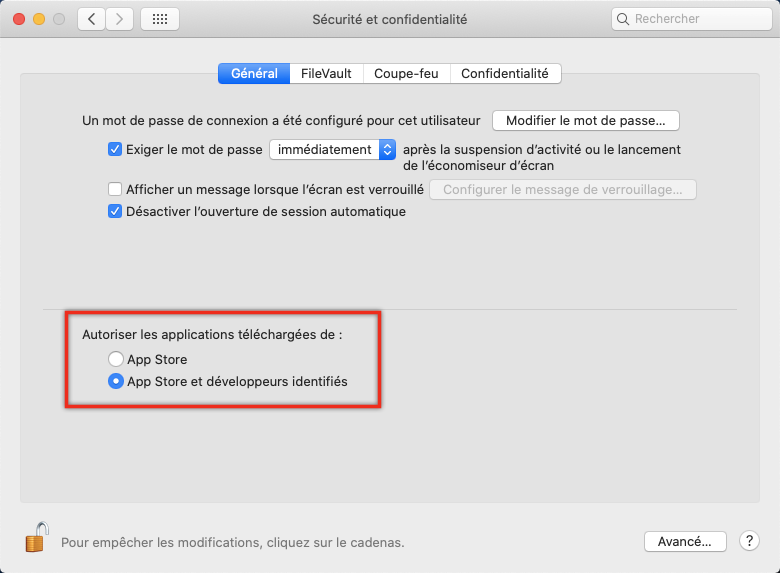 Sécurité et confidentialité
Rechercher
Général FileVault Coupe-feu Confidentialité
Un mot de passe de connexion a été configuré pour cet utilisateur Modifier le mot de passe...
Exiger le mot de passe immédiatement après la suspension d’activité ou le lancement
de l’économiseur d’écran
Afficher un message lorsque l’écran est verrouillé Configurer le message de verrouillage...
Désactiver l’ouverture de session automatique
Autoriser les applications téléchargées de :
App Store
App Store et développeurs identifiés
Pour empêcher les modifications, cliquez sur le cadenas.
Avancé... ?